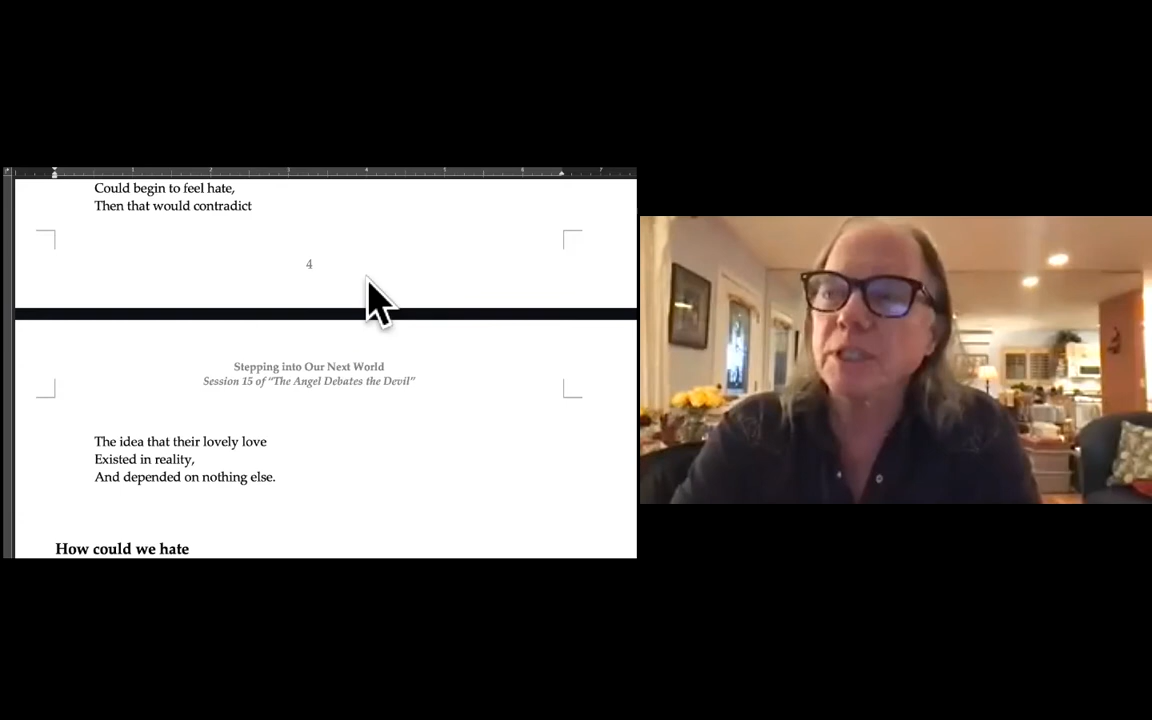 Could begin to feel hate,
Then that would contradict
4
Stepping into Our Next World
Session 15 of “The Angel Debates the Devil”
The idea that their lovely love
Existed in reality,
And depended on nothing else.
How could we hate